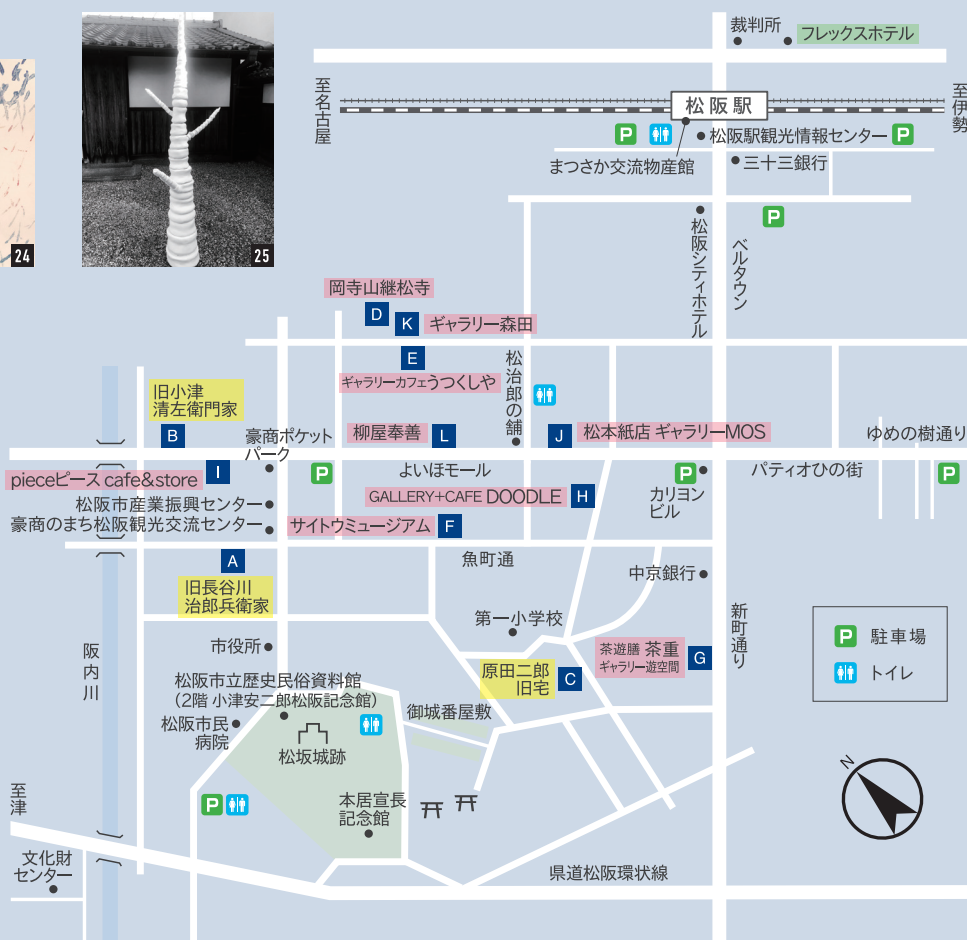 24
25
裁判所
フレックスホテル
至名古屋
松阪駅
至伊勢
P
松阪駅観光情報センター
P
まつさか交流物産館
三十三銀行
P
松阪シティホテル
ベルタウン
岡寺山継松寺
D
K
ギャラリー森田
E
ギャラリーカフェうつくしや
松治郎の舗
旧小津
清左衛門家
B
豪商ポケット
パーク
柳屋奉善
L
J
松本紙店 ギャラリーMOS
ゆめの樹通り
I
pieceピース cafe&store
P
よいほモール
P
カリヨン
ビル
パティオひの街
P
松阪市産業振興センター
GALLERY+CAFE DOODLE
H
豪商のまち松阪観光交流センター
サイトウミュージアム
F
A
旧長谷川
治郎兵衛家
魚町通
中京銀行
新町通り
第一小学校
市役所
阪内川
茶遊膳 茶重
ギャラリー遊空間
G
原田二郎
旧宅
C
P
駐車場
トイレ
松阪市立歴史民俗資料館
(2階 小津安二郎松阪記念館)
松阪市民
病院
御城番屋敷
松坂城跡
N
P
本居宣長
記念館
至津
文化財
センター
県道松阪環状線